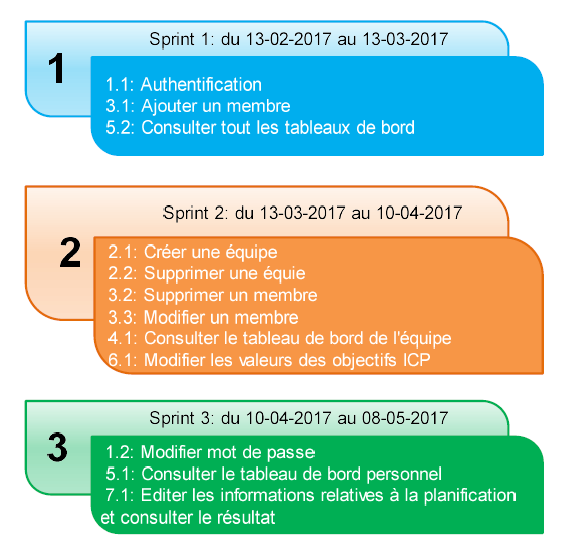 Sprint 1: du 13-02-2017 au 13-03-2017
1
1.1: Authentification
3.1: Ajouter un membre
5.2: Consulter tout les tableaux de bord
Sprint 2: du 13-03-2017 au 10-04-2017
2
2.1: Créer une équipe
2.2: Supprimer une équie
3.2: Supprimer un membre
3.3: Modifier un membre
4.1: Consulter le tableau de bord de l'équipe
6.1: Modifier les valeurs des objectifs ICP
Sprint 3: du 10-04-2017 au 08-05-2017
3
1.2: Modifier mot de passe
5.1: Consulter le tableau de bord personnel
7.1: Editer les informations relatives à la planification
et consulter le résultat